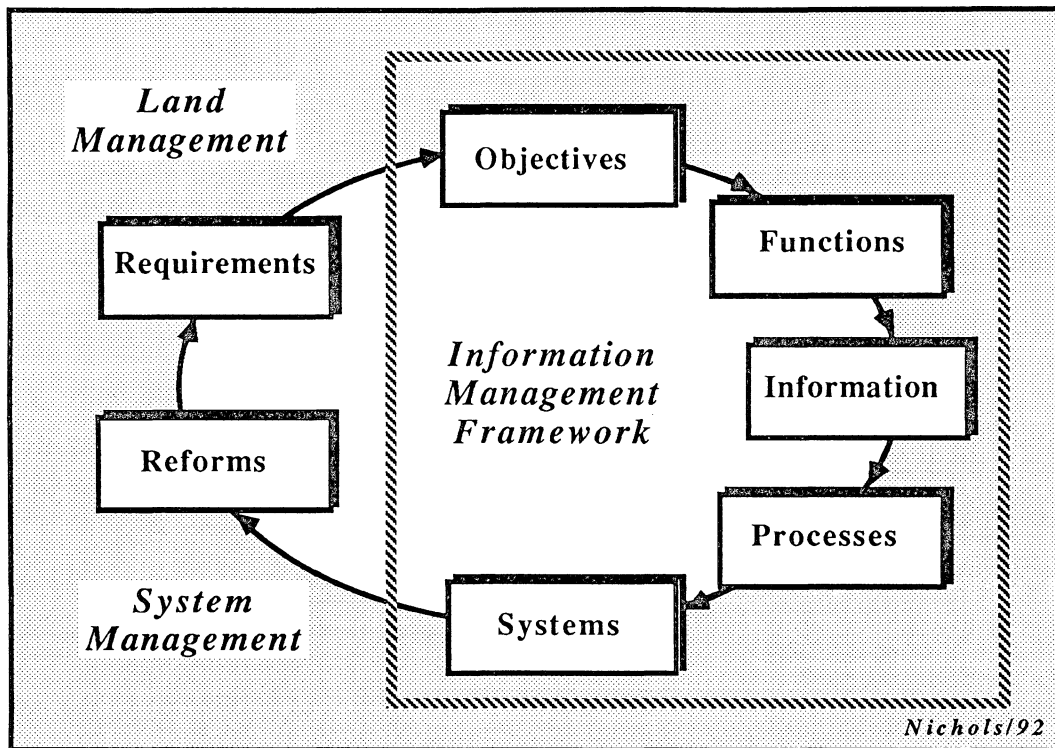 Land
Management
Objectives
Functions
Requirements
Information
Management
Framework
Information
Reforms
Processes
System
Management
Systems
Nichols/92